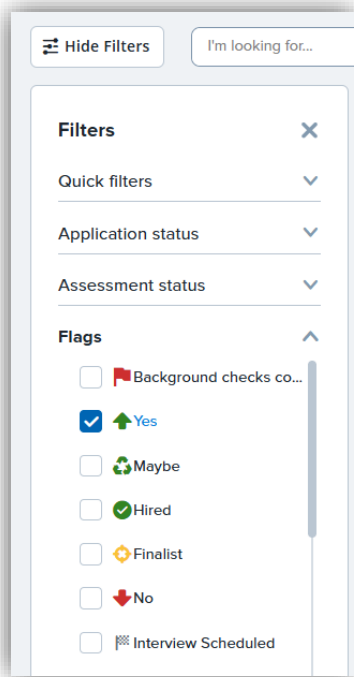 Hide Filters
I'm looking for...
Filters
Quick filters
Application status
Assessment status
Flags
Background checks co...
Yes
Maybe
Hired
Finalist
No
Interview Scheduled